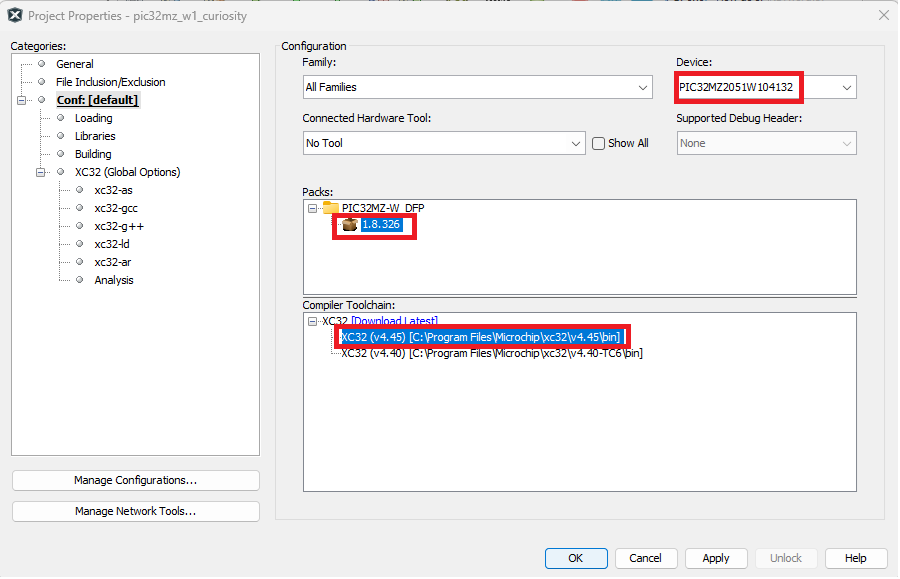 Project Properties - pic32mz_w1_curiosity
Categories:
General
File Inclusion/Exclusion
Conf: [default]
Loading
Libraries
Building
XC32 (Global Options)
xc32-as
xc32-gcc
xc32-g++
xc32-ld
xc32-ar
Analysis
Manage Configurations...
Manage Network Tools...
Configuration
Family:
Device:
All Families
PIC32MZ2051W104132
Connected Hardware Tool:
Supported Debug Header:
No Tool
Show All
None
Packs:
PIC32MZ-W_DFP
1.8.326
Compiler Toolchain:
XC32 [Download Latest]
XC32 (v4.45) [C:\Program Files\Microchip\xc32\v4.45\bin]
XC32 (v4.40) [C:\Program Files\Microchip\xc32\v4.40-TC6\bin]
OK
Cancel
Apply
Unlock
Help